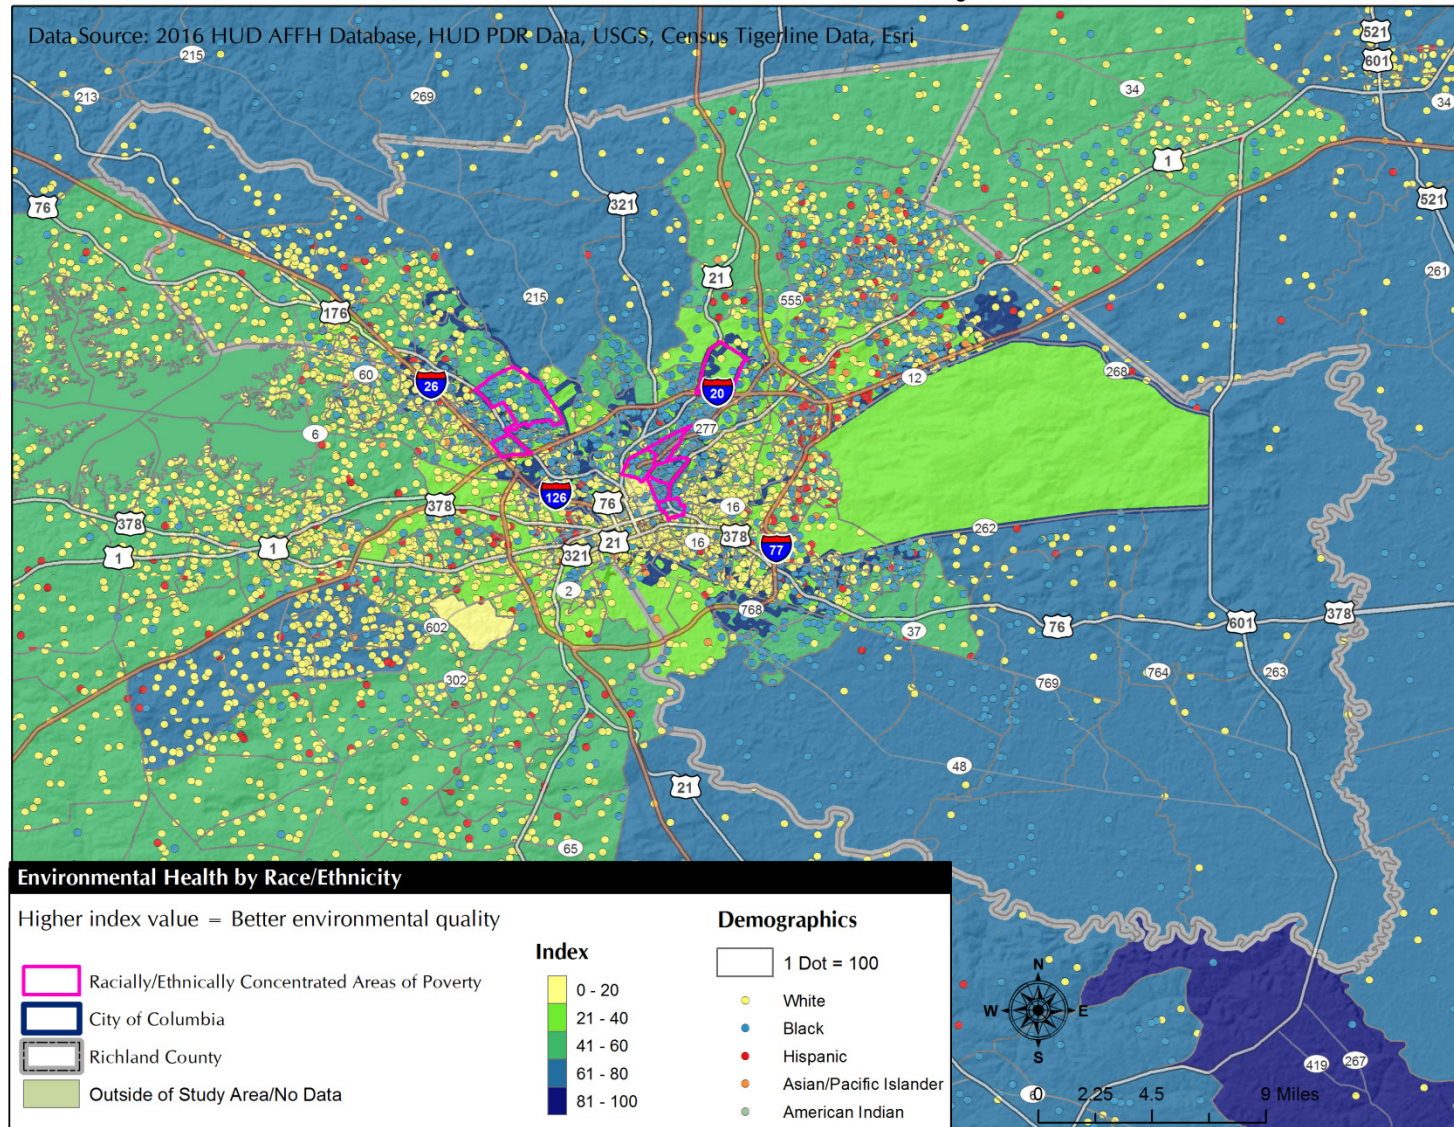 Data Source: 2016 HUD AFFH Database, HUD PDR Data, USGS, Census Tigerline Data, Esri
521
215
601
34
213
269
34
1
76
321
521
21
261
555
215
176
60
26
20
12
268
6
277
126
76
16
378
378
262
1
1
321
21
16
378
77
2
768
602
37
76
601
378
302
769
764
263
48
21
65
Environmental Health by Race/Ethnicity
Higher index value = Better environmental quality
Racially/Ethnically Concentrated Areas of Poverty
City of Columbia
Richland County
Outside of Study Area/No Data
Index
0 - 20
21 - 40
41 - 60
61 - 80
81 - 100
Demographics
1 Dot = 100
White
Black
Hispanic
Asian/Pacific Islander
American Indian
N
W E
S
419 267
0 2.25 4.5 9 Miles